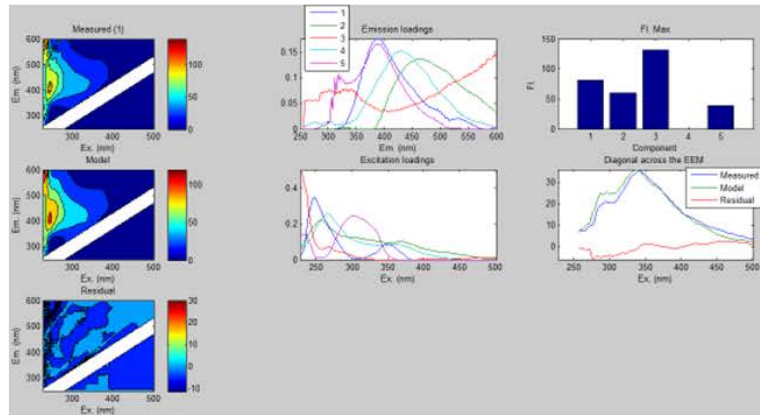 Measured (1)
Em. (nm)
600
500
400
300
300 400 500
Ex. (nm)
100
50
0
Emission loadings
1
2
3
4
5
0.15
0.1
0.05
0
250 300 350 400 450 500 550 600
Em. (nm)
Fl. Max
Fl.
150
100
50
0
1 2 3 4 5
Component
Model
Em. (nm)
600
500
400
300
300 400 500
Ex. (nm)
100
50
0
Excitation loadings
0.4
0.2
0
250 300 350 400 450 500
Ex. (nm)
Diagonal across the EEM
Measured
Model
Residual
30
20
10
0
250 300 350 400 450 500
Ex. (nm)
Residual
Em. (nm)
600
500
400
300
300 400 500
Ex. (nm)
30
20
10
0
-10